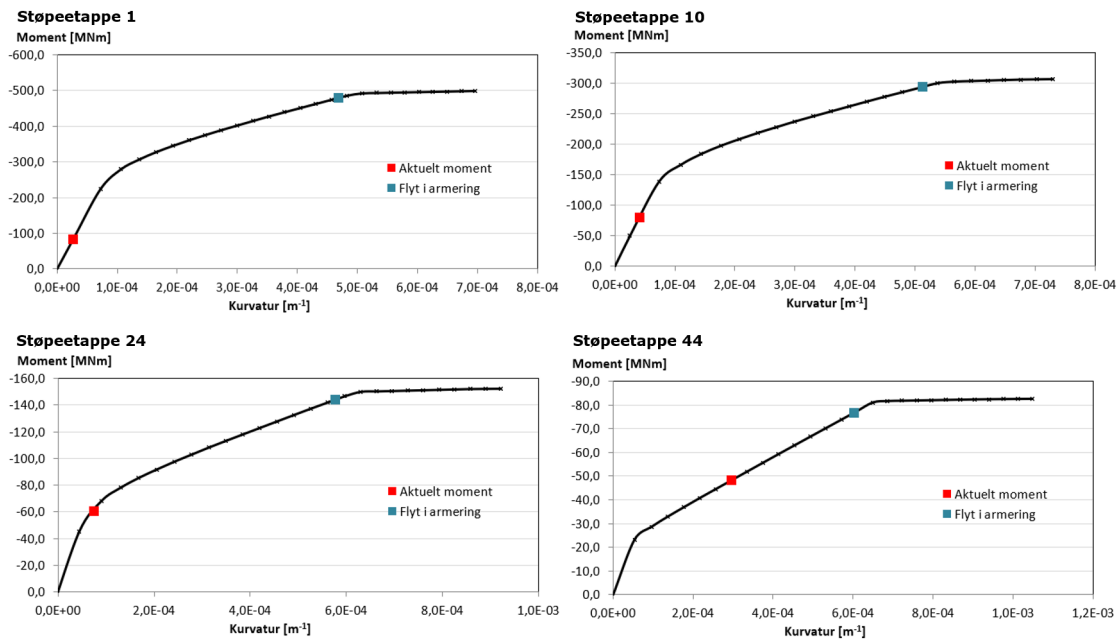 Støpeetappe 1
Moment [MNm]
-600,0
-500,0
-400,0
-300,0
-200,0
-100,0
0,0
0,0E+00 1,0E-04 2,0E-04 3,0E-04 4,0E-04 5,0E-04 6,0E-04 7,0E-04 8,0E-04
Kurvatur [m⁻¹]
Aktuelt moment
Flyt i armering
Støpeetappe 10
Moment [MNm]
-350,0
-300,0
-250,0
-200,0
-150,0
-100,0
-50,0
0,0
0,0E+00 1,0E-04 2,0E-04 3,0E-04 4,0E-04 5,0E-04 6,0E-04 7,0E-04 8,0E-04
Kurvatur [m⁻¹]
Aktuelt moment
Flyt i armering
Støpeetappe 24
Moment [MNm]
-160,0
-140,0
-120,0
-100,0
-80,0
-60,0
-40,0
-20,0
0,0
0,0E+00 2,0E-04 4,0E-04 6,0E-04 8,0E-04 1,0E-03
Kurvatur [m⁻¹]
Aktuelt moment
Flyt i armering
Støpeetappe 44
Moment [MNm]
-90,0
-80,0
-70,0
-60,0
-50,0
-40,0
-30,0
-20,0
-10,0
0,0
0,0E+00 2,0E-04 4,0E-04 6,0E-04 8,0E-04 1,0E-03 1,2E-03
Kurvatur [m⁻¹]
Aktuelt moment
Flyt i armering